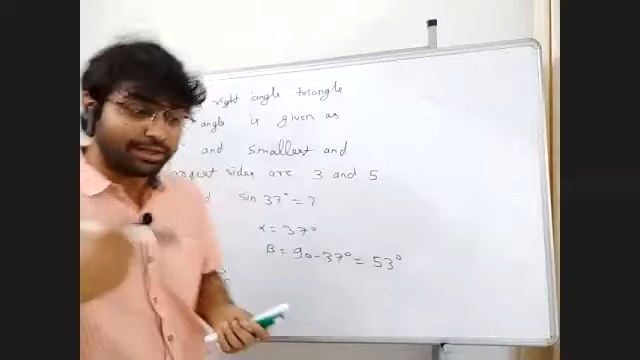 right angle triangle
angle is given as
and smallest and
largest sides are 3 and 5
sin 37° = ?
α = 37°
β = 90 - 37° = 53°